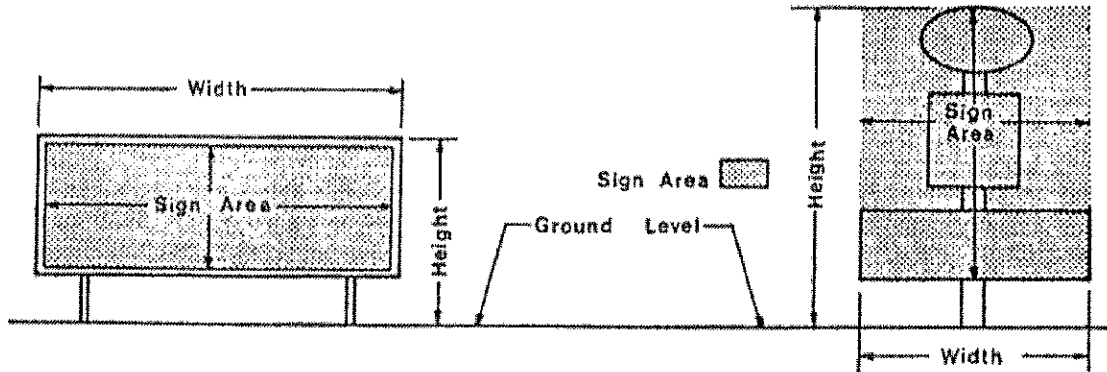 Width
Sign Area
Height
Sign Area
Ground Level
Height
Sign
Area
Width